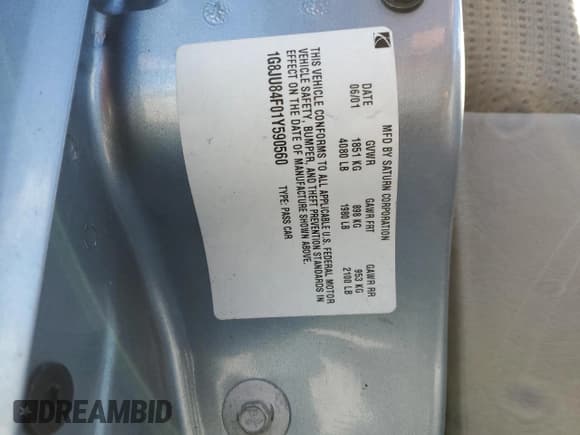 MFD BY SATURN CORPORATION
DATE GVWR GAWR FRT GAWR RR
06/01 1851 KG 898 KG 953 KG
4080 LB 1980 LB 2100 LB
THIS VEHICLE CONFORMS TO ALL APPLICABLE U.S. FEDERAL MOTOR
VEHICLE SAFETY, BUMPER, AND THEFT PREVENTION STANDARDS IN
EFFECT ON THE DATE OF MANUFACTURE SHOWN ABOVE.
1G8JU84F01Y590560 TYPE: PASS CAR
DREAMBID